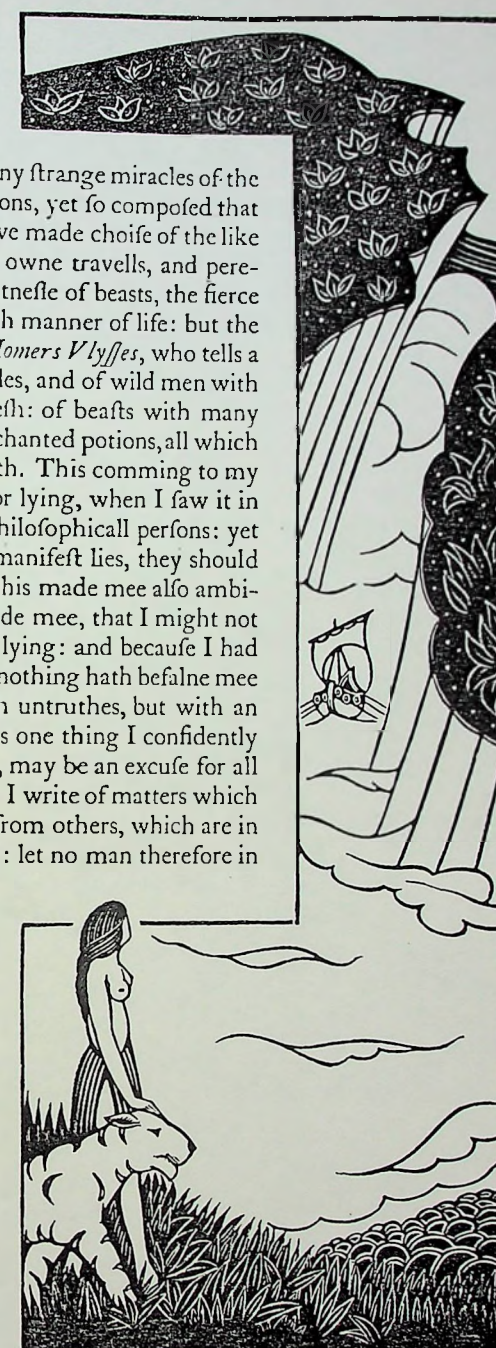 ny ſtrange miracles of the
ons, yet ſo compoſed that
ve made choiſe of the like
owne travells, and pere-
tneſſe of beasts, the fierce
h manner of life: but the
Homers Vlyſſes, who tells a
les, and of wild men with
eſh: of beaſts with many
chanted potions, all which
th. This comming to my
or lying, when I ſaw it in
hiloſophicall perſons: yet
manifeſt lies, they should
his made mee alſo ambi-
de mee, that I might not
lying: and becauſe I had
nothing hath befalne mee
n untruthes, but with an
s one thing I confidently
, may be an excuſe for all
I write of matters which
from others, which are in
: let no man therefore in